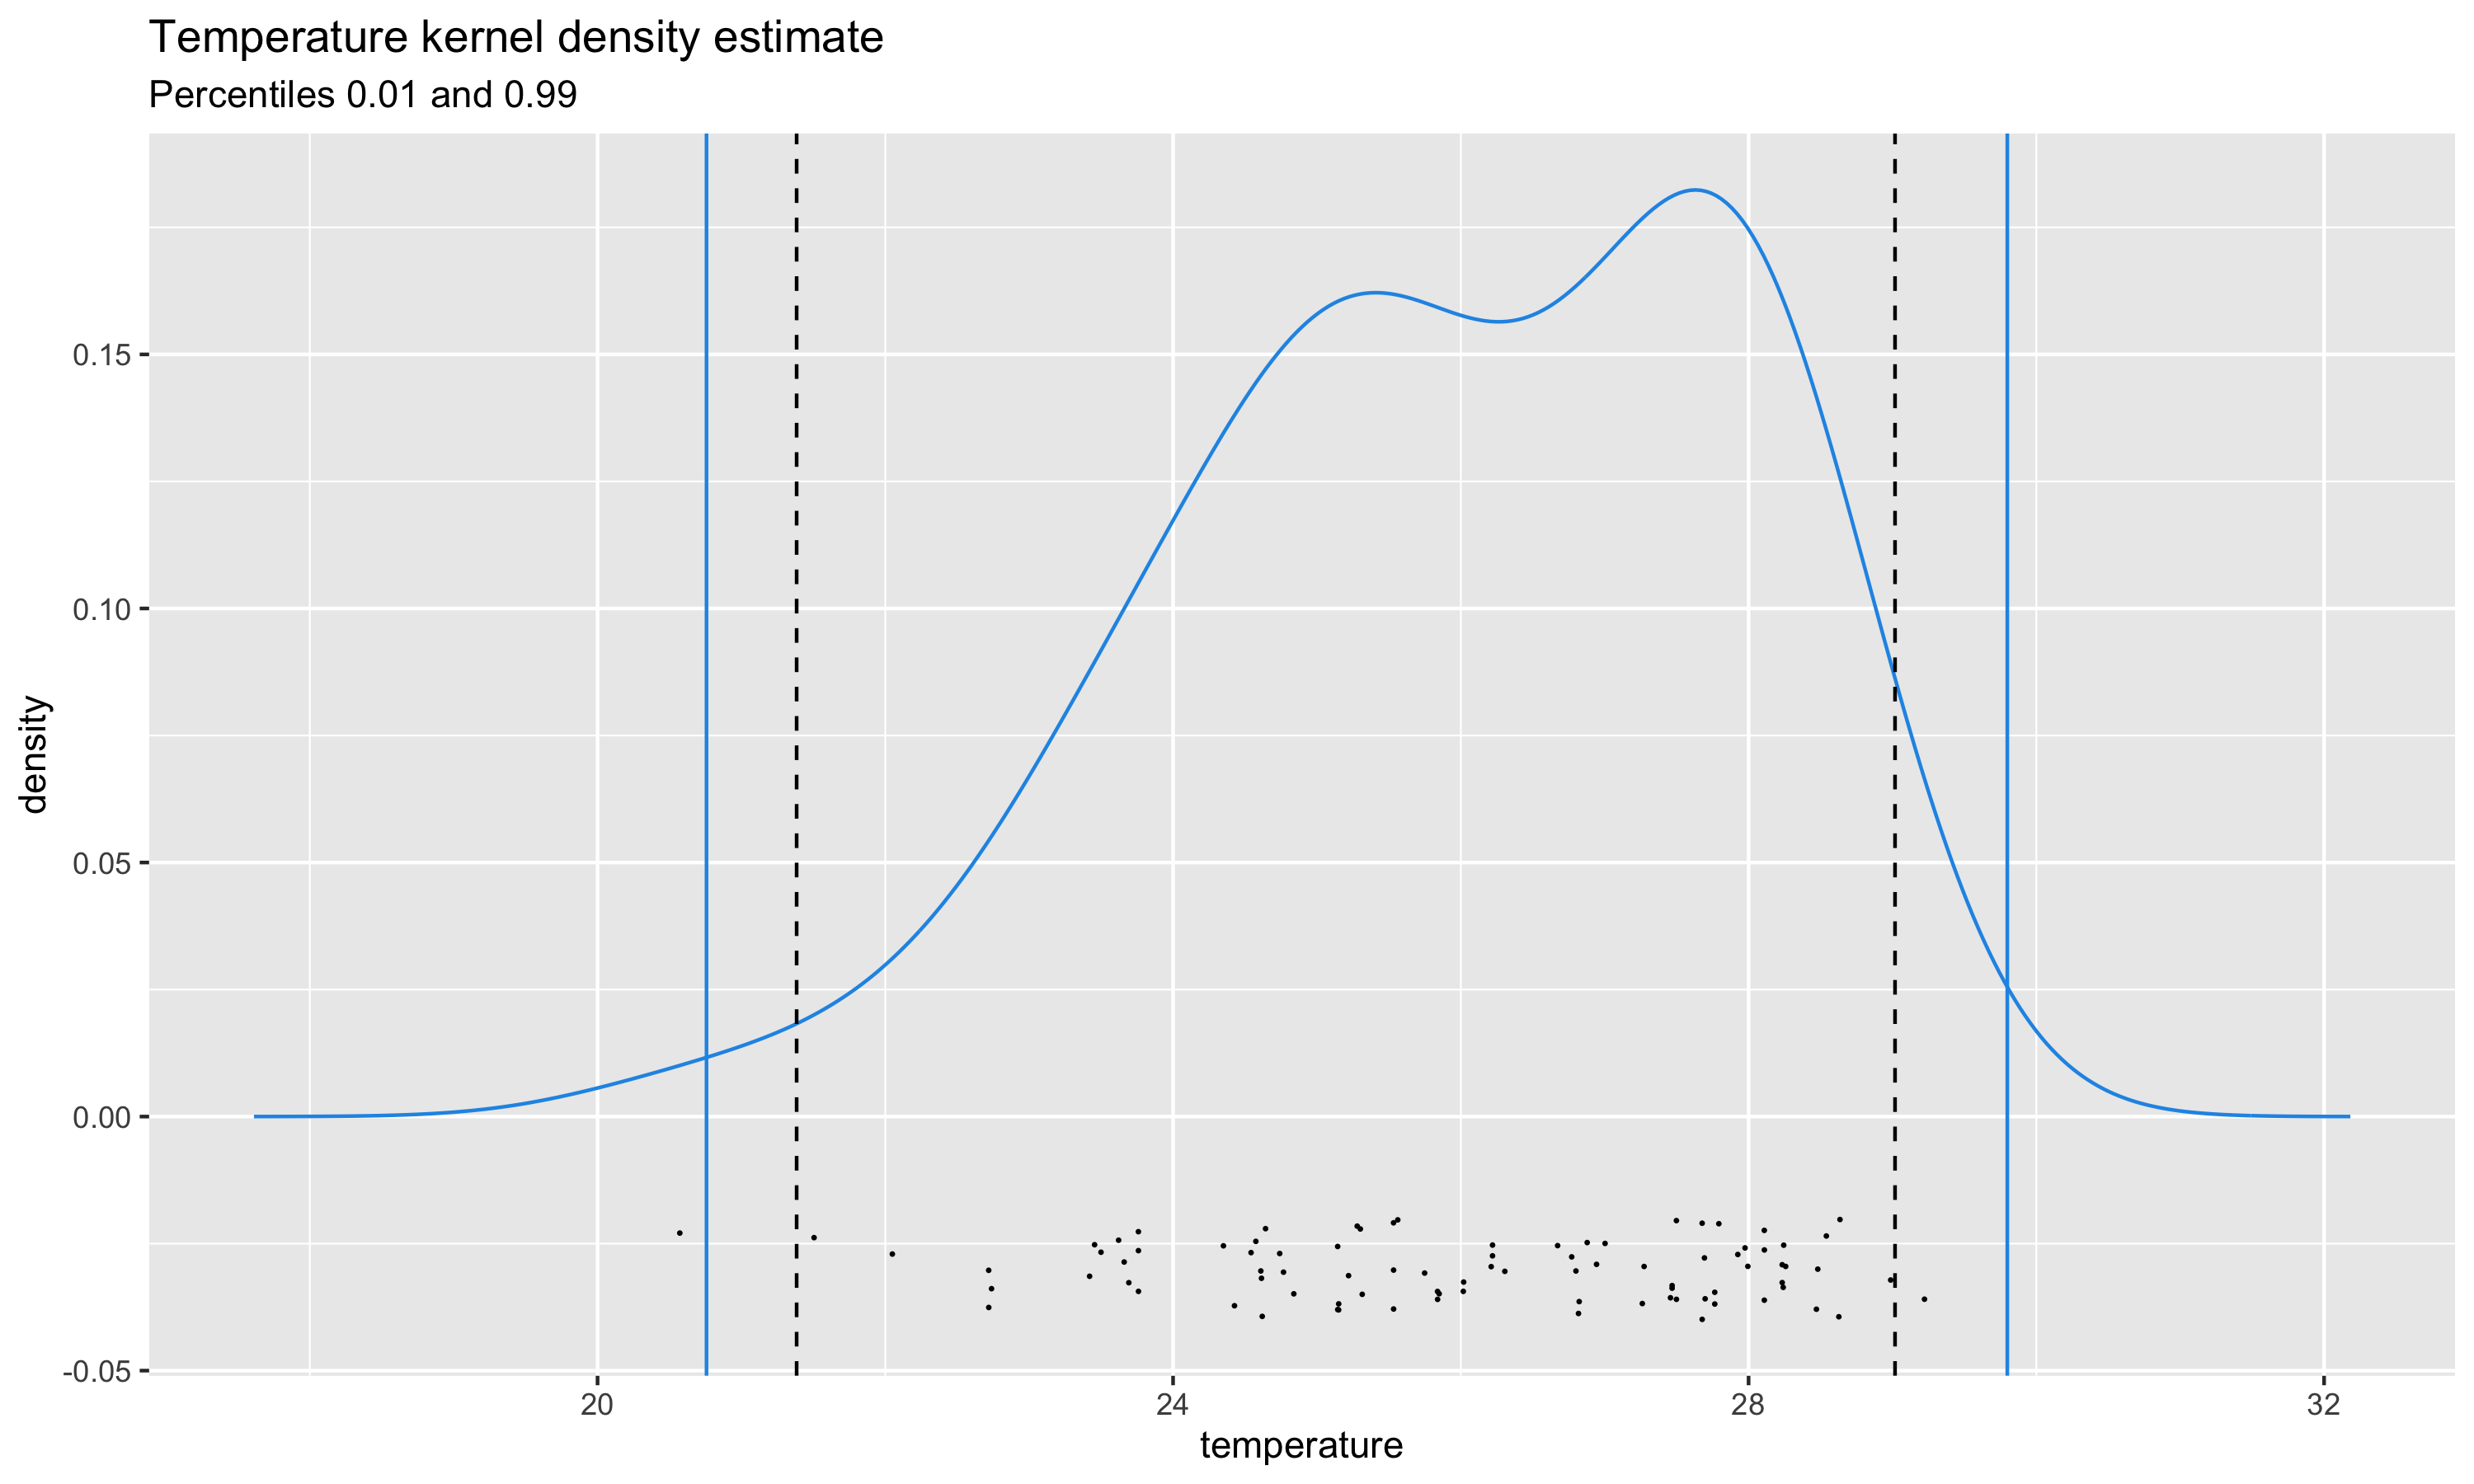 Temperature kernel density estimate
Percentiles 0.01 and 0.99
density
0.15
0.10
0.05
0.00
-0.05
20 24 28 32
temperature